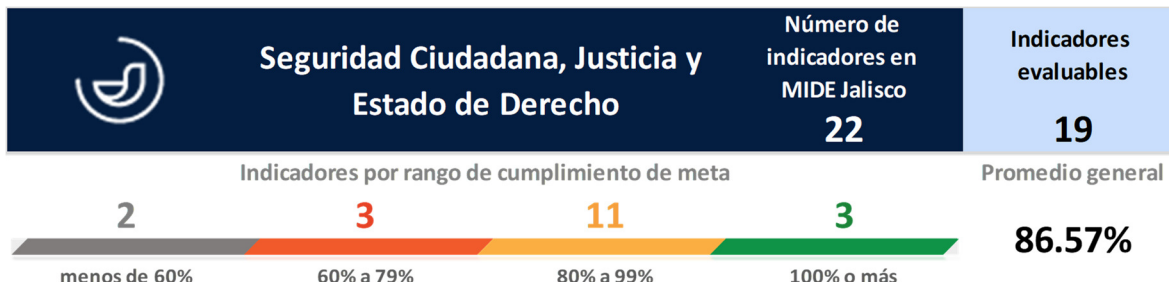 Seguridad Ciudadana, Justicia y
Estado de Derecho
Número de
indicadores en
MIDE Jalisco
22
Indicadores
evaluables
19
Indicadores por rango de cumplimiento de meta
Promedio general
2
3
11
3
86.57%
menos de 60%
60% a 79%
80% a 99%
100% o más